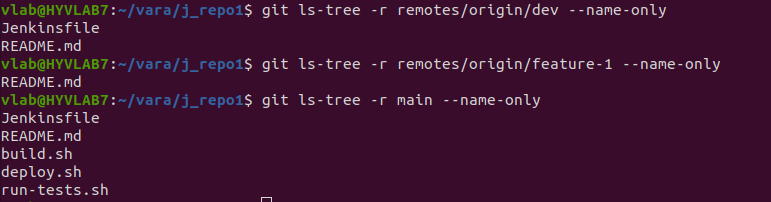 vlab@HYVLAB7:~/vara/j_repo1$ git ls-tree -r remotes/origin/dev --name-only
Jenkinsfile
README.md
vlab@HYVLAB7:~/vara/j_repo1$ git ls-tree -r remotes/origin/feature-1 --name-only
README.md
vlab@HYVLAB7:~/vara/j_repo1$ git ls-tree -r main --name-only
Jenkinsfile
README.md
build.sh
deploy.sh
run-tests.sh